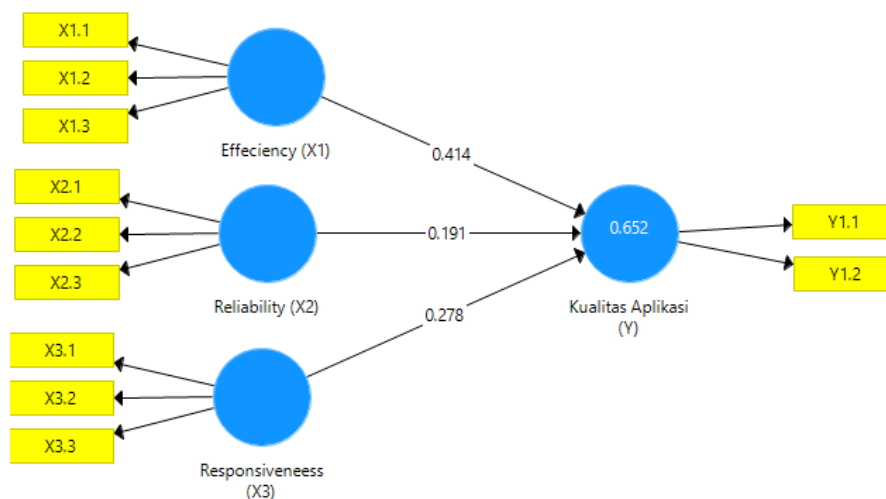 X1.1
X1.2
X1.3
Effeciency (X1)
0.414
X2.1
X2.2
X2.3
Reliability (X2)
0.191
0.652
Kualitas Aplikasi
(Y)
Y1.1
Y1.2
0.278
X3.1
X3.2
X3.3
Responsiveneess
(X3)